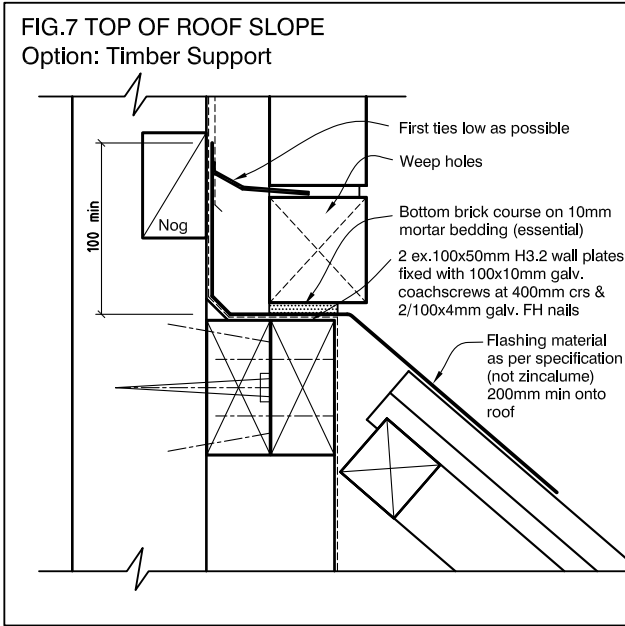 FIG.7 TOP OF ROOF SLOPE
Option: Timber Support
First ties low as possible
Weep holes
Nog
100 min
Bottom brick course on 10mm
mortar bedding (essential)
2 ex.100x50mm H3.2 wall plates
fixed with 100x10mm galv.
coachscrews at 400mm crs &
2/100x4mm galv. FH nails
Flashing material
as per specification
(not zincalume)
200mm min onto
roof